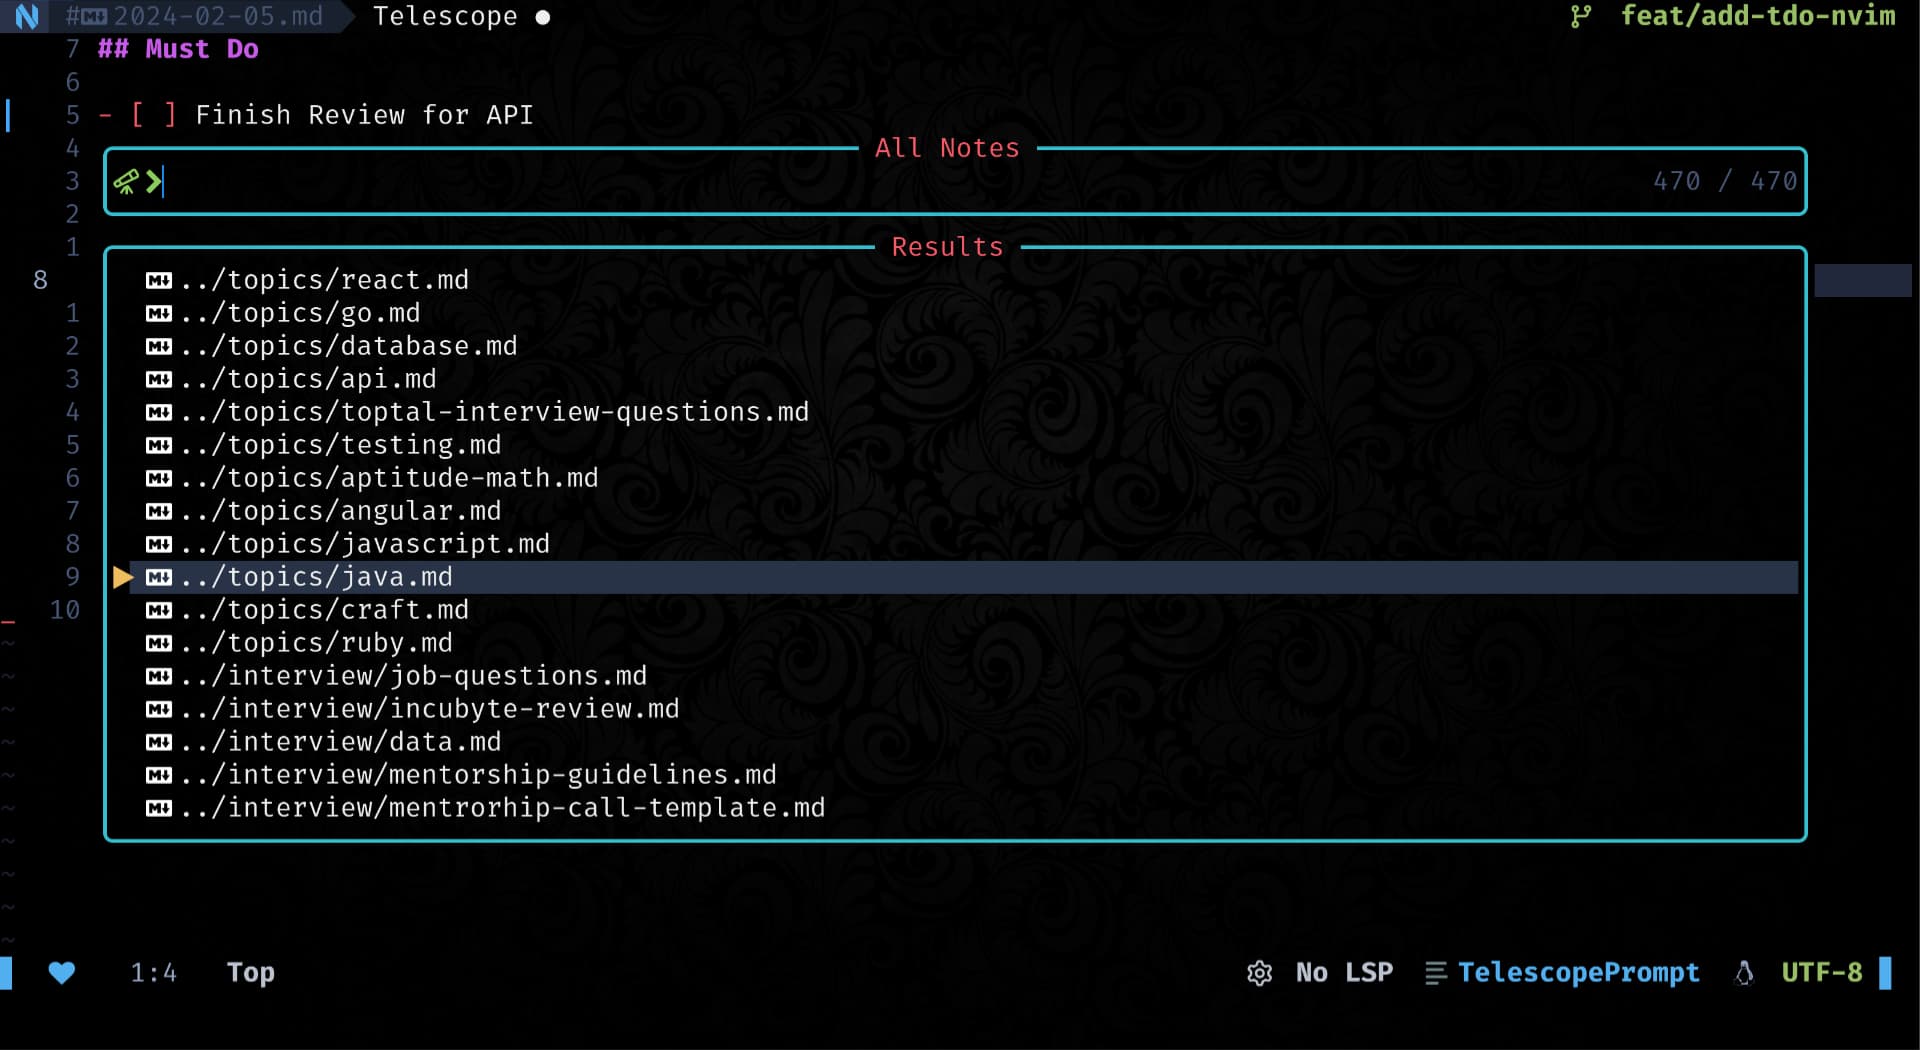 # 2024-02-05.md Telescope ● feat/add-tdo-nvim
7 ## Must Do
6
5 - [ ] Finish Review for API
4 All Notes
3 470 / 470
2
1 Results
8 ../topics/react.md
1 ../topics/go.md
2 ../topics/database.md
3 ../topics/api.md
4 ../topics/toptal-interview-questions.md
5 ../topics/testing.md
6 ../topics/aptitude-math.md
7 ../topics/angular.md
8 ../topics/javascript.md
9 ../topics/java.md
10 ../topics/craft.md
../topics/ruby.md
../interview/job-questions.md
../interview/incubyte-review.md
../interview/data.md
../interview/mentorship-guidelines.md
../interview/mentrorhip-call-template.md
1:4 Top No LSP TelescopePrompt UTF-8